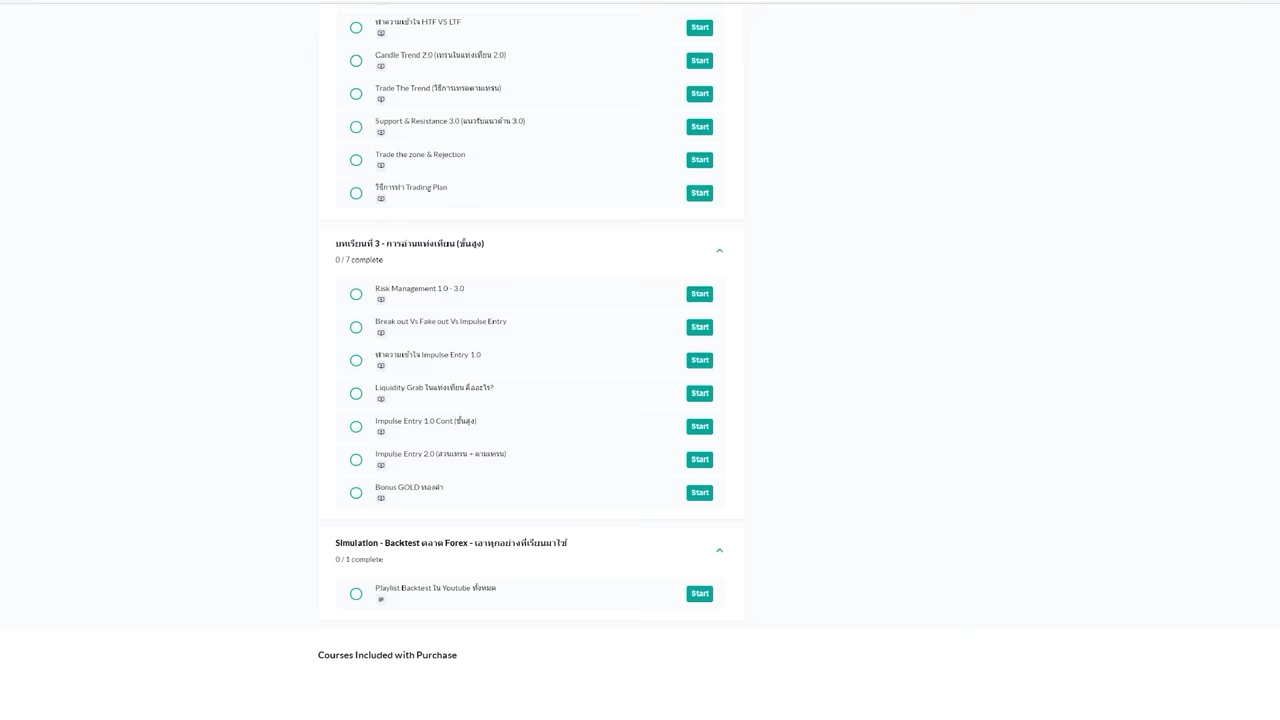 ทำความเข้าใจ HTF VS LTF
Start
Candle Trend 2.0 (เทรนในแท่งเทียน 2.0)
Start
Trade The Trend (วิธีการเทรดตามเทรน)
Start
Support & Resistance 3.0 (แนวรับแนวต้าน 3.0)
Start
Trade the zone & Rejection
Start
วิธีการทำ Trading Plan
Start
บทเรียนที่ 3 - การอ่านแท่งเทียน (ขั้นสูง)
0 / 7 complete
Risk Management 1.0 - 3.0
Start
Break out Vs Fake out Vs Impulse Entry
Start
ทำความเข้าใจ Impulse Entry 1.0
Start
Liquidity Grab ในแท่งเทียน คืออะไร?
Start
Impulse Entry 1.0 Cont (ขั้นสูง)
Start
Impulse Entry 2.0 (สวนเทรน + ตามเทรน)
Start
Bonus GOLD ทองคำ
Start
Simulation - Backtest ตลาด Forex - เอาทุกอย่างที่เรียนมาใช้
0 / 1 complete
Playlist Backtest ใน Youtube ทั้งหมด
Start
Courses Included with Purchase